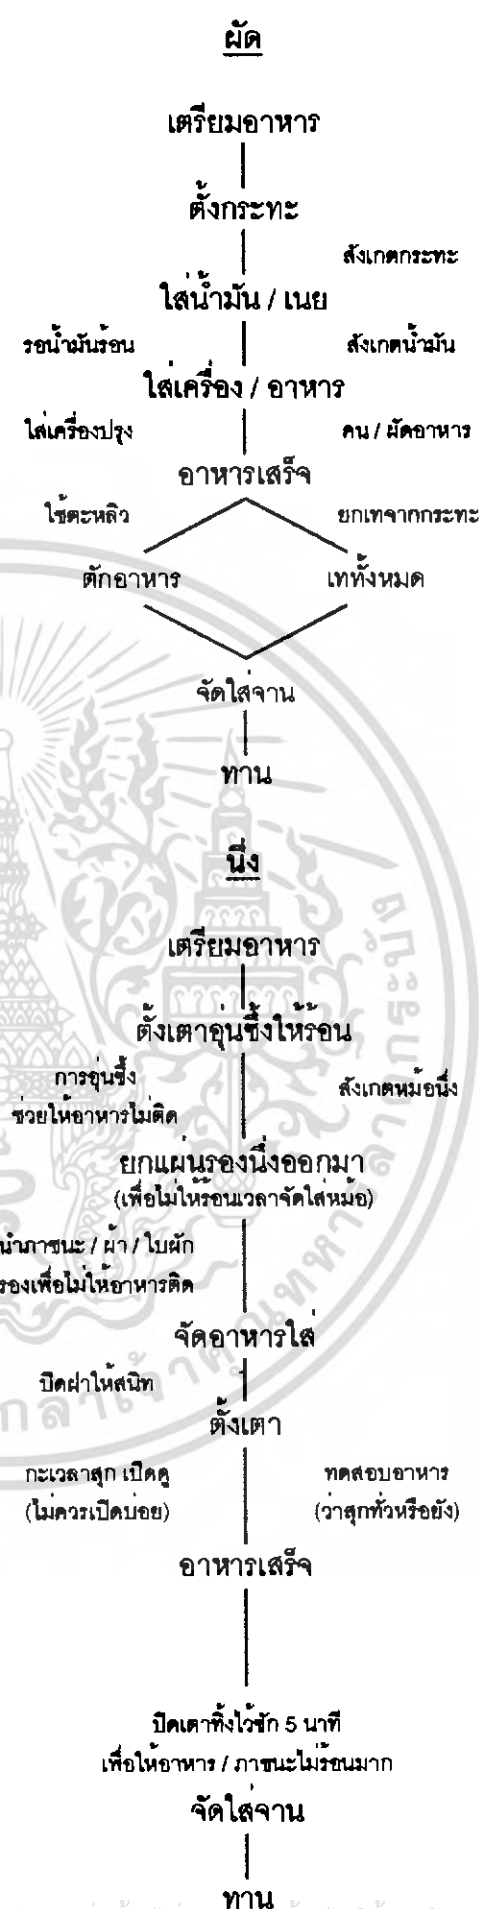 ผัด
เตรียมอาหาร
ตั้งกระทะ
สังเกตกระทะ
ใส่น้ำมัน / เนย
รอน้ำมันร้อน
สังเกตน้ำมัน
ใส่เครื่อง / อาหาร
ใส่เครื่องปรุง
คน / ผัดอาหาร
อาหารเสร็จ
ใช้ตะหลิว
ยกเทจากกระทะ
ตักอาหาร
เททั้งหมด
จัดใส่จาน
ทาน
นึ่ง
เตรียมอาหาร
ตั้งเตาอุ่นซึ้งให้ร้อน
การอุ่นซึ้ง
ช่วยให้อาหารไม่ติด
สังเกตหม้อนึ่ง
ยกแผ่นรองนึ่งออกมา
(เพื่อไม่ให้ร้อนเวลาจัดใส่หม้อ)
นำภาชนะ / ผ้า / ใบผัก
รองเพื่อไม่ให้อาหารติด
จัดอาหารใส่
ปิดฝาให้สนิท
ตั้งเตา
กะเวลาสุก เปิดดู
(ไม่ควรเปิดบ่อย)
ทดสอบอาหาร
(ว่าสุกทั่วหรือยัง)
อาหารเสร็จ
ปิดเตาทิ้งไว้ซัก 5 นาที
เพื่อให้อาหาร / ภาชนะไม่ร้อนมาก
จัดใส่จาน
ทาน